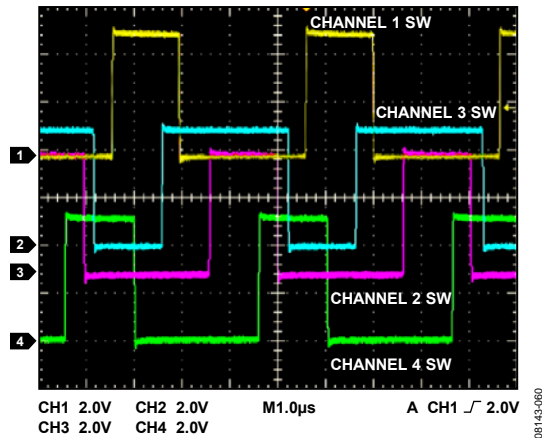 CHANNEL 1 SW
CHANNEL 3 SW
1
2
3
CHANNEL 2 SW
4
CHANNEL 4 SW
CH1 2.0V CH2 2.0V M1.0µs A CH1 2.0V
CH3 2.0V CH4 2.0V
08143-060